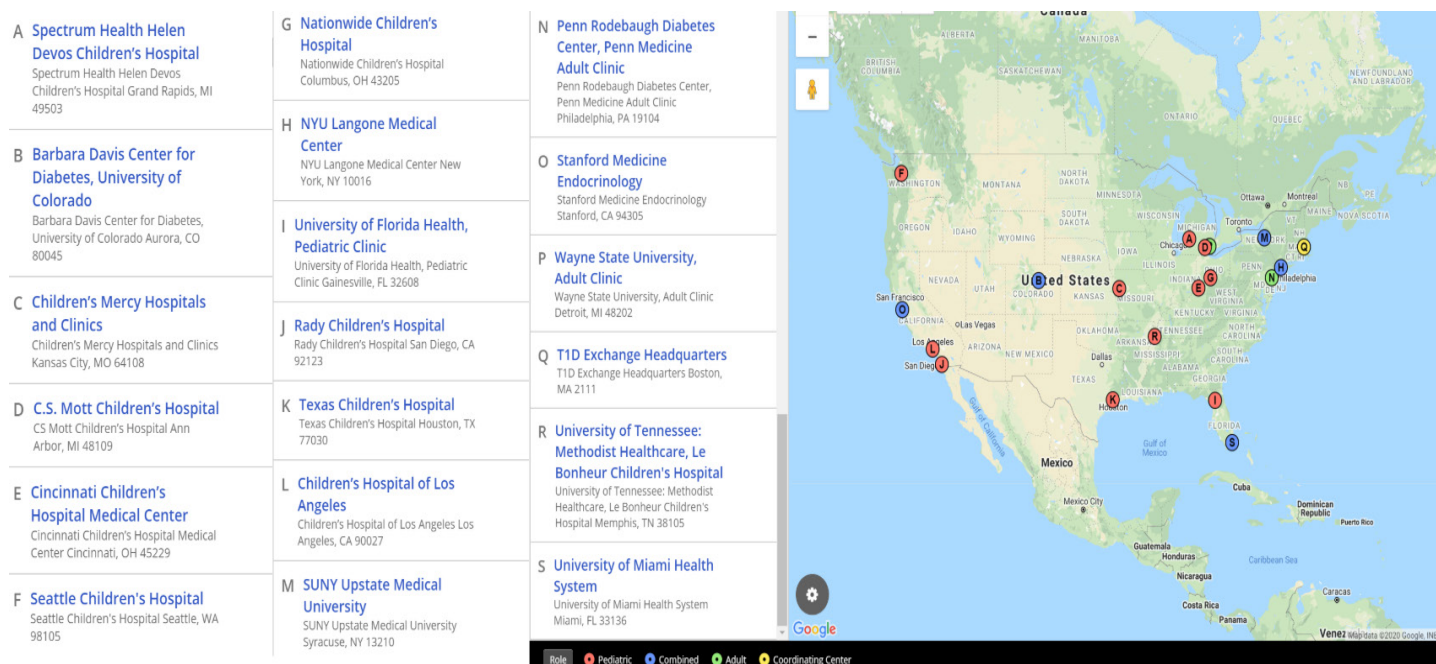 A Spectrum Health Helen
Devos Children's Hospital
Spectrum Health Helen Devos
Children's Hospital Grand Rapids, MI
49503
B Barbara Davis Center for
Diabetes, University of
Colorado
Barbara Davis Center for Diabetes,
University of Colorado Aurora, CO
80045
C Children's Mercy Hospitals
and Clinics
Children's Mercy Hospitals and Clinics
Kansas City, MO 64108
D C.S. Mott Children's Hospital
CS Mott Children's Hospital Ann
Arbor, MI 48109
E Cincinnati Children's
Hospital Medical Center
Cincinnati Children's Hospital Medical
Center Cincinnati, OH 45229
F Seattle Children's Hospital
Seattle Children's Hospital Seattle, WA
98105
G Nationwide Children's
Hospital
Nationwide Children's Hospital
Columbus, OH 43205
H NYU Langone Medical
Center
NYU Langone Medical Center New
York, NY 10016
I University of Florida Health,
Pediatric Clinic
University of Florida Health, Pediatric
Clinic Gainesville, FL 32608
J Rady Children's Hospital
Rady Children's Hospital San Diego, CA
92123
K Texas Children's Hospital
Texas Children's Hospital Houston, TX
77030
L Children's Hospital of Los
Angeles
Children's Hospital of Los Angeles Los
Angeles, CA 90027
M SUNY Upstate Medical
University
SUNY Upstate Medical University
Syracuse, NY 13210
N Penn Rodebaugh Diabetes
Center, Penn Medicine
Adult Clinic
Penn Rodebaugh Diabetes Center,
Penn Medicine Adult Clinic
Philadelphia, PA 19104
O Stanford Medicine
Endocrinology
Stanford Medicine Endocrinology
Stanford, CA 94305
P Wayne State University,
Adult Clinic
Wayne State University, Adult Clinic
Detroit, MI 48202
Q T1D Exchange Headquarters
T1D Exchange Headquarters Boston,
MA 2111
R University of Tennessee:
Methodist Healthcare, Le
Bonheur Children's Hospital
University of Tennessee: Methodist
Healthcare, Le Bonheur Children's
Hospital Memphis, TN 38105
S University of Miami Health
System
University of Miami Health System
Miami, FL 33136
Canada
ALBERTA
MANITOBA
BRITISH
COLUMBIA
SASKATCHEWAN
NEWFOUNDLAND
AND LABRADOR
ONTARIO
QUEBEC
F
WASHINGTON
MONTANA
NORTH
DAKOTA
MINNESOTA
Ottawa
Montreal
NB
PE
MAINE
NOVA SCOTIA
OREGON
IDAHO
SOUTH
DAKOTA
WISCONSIN
MICHIGAN
Toronto
VT
NH
WYOMING
IOWA
A
D
M
Q
NEBRASKA
ILLINOIS
PENN
H
NEVADA
UTAH
United States
B
COLORADO
KANSAS
C
MISSOURI
G
E
N
Philadelphia
San Francisco
O
CALIFORNIA
WEST
VIRGINIA
KENTUCKY
VIRGINIA
Las Vegas
OKLAHOMA
R
TENNESSEE
NORTH
CAROLINA
L
Los Angeles
ARIZONA
NEW MEXICO
MISSISSIPPI
SOUTH
CAROLINA
San Diego
J
Dallas
ALABAMA
TEXAS
GEORGIA
LOUISIANA
K
Houston
I
FLORIDA
S
Gulf of
California
Gulf of
Mexico
Mexico
Mexico City
Cuba
Dominican
Republic
Puerto Rico
Guatemala
Honduras
Caribbean Sea
Nicaragua
Caracas
Costa Rica
Panama
Google
Map data ©2020 Google, INE
Role Pediatric Combined Adult Coordinating Center